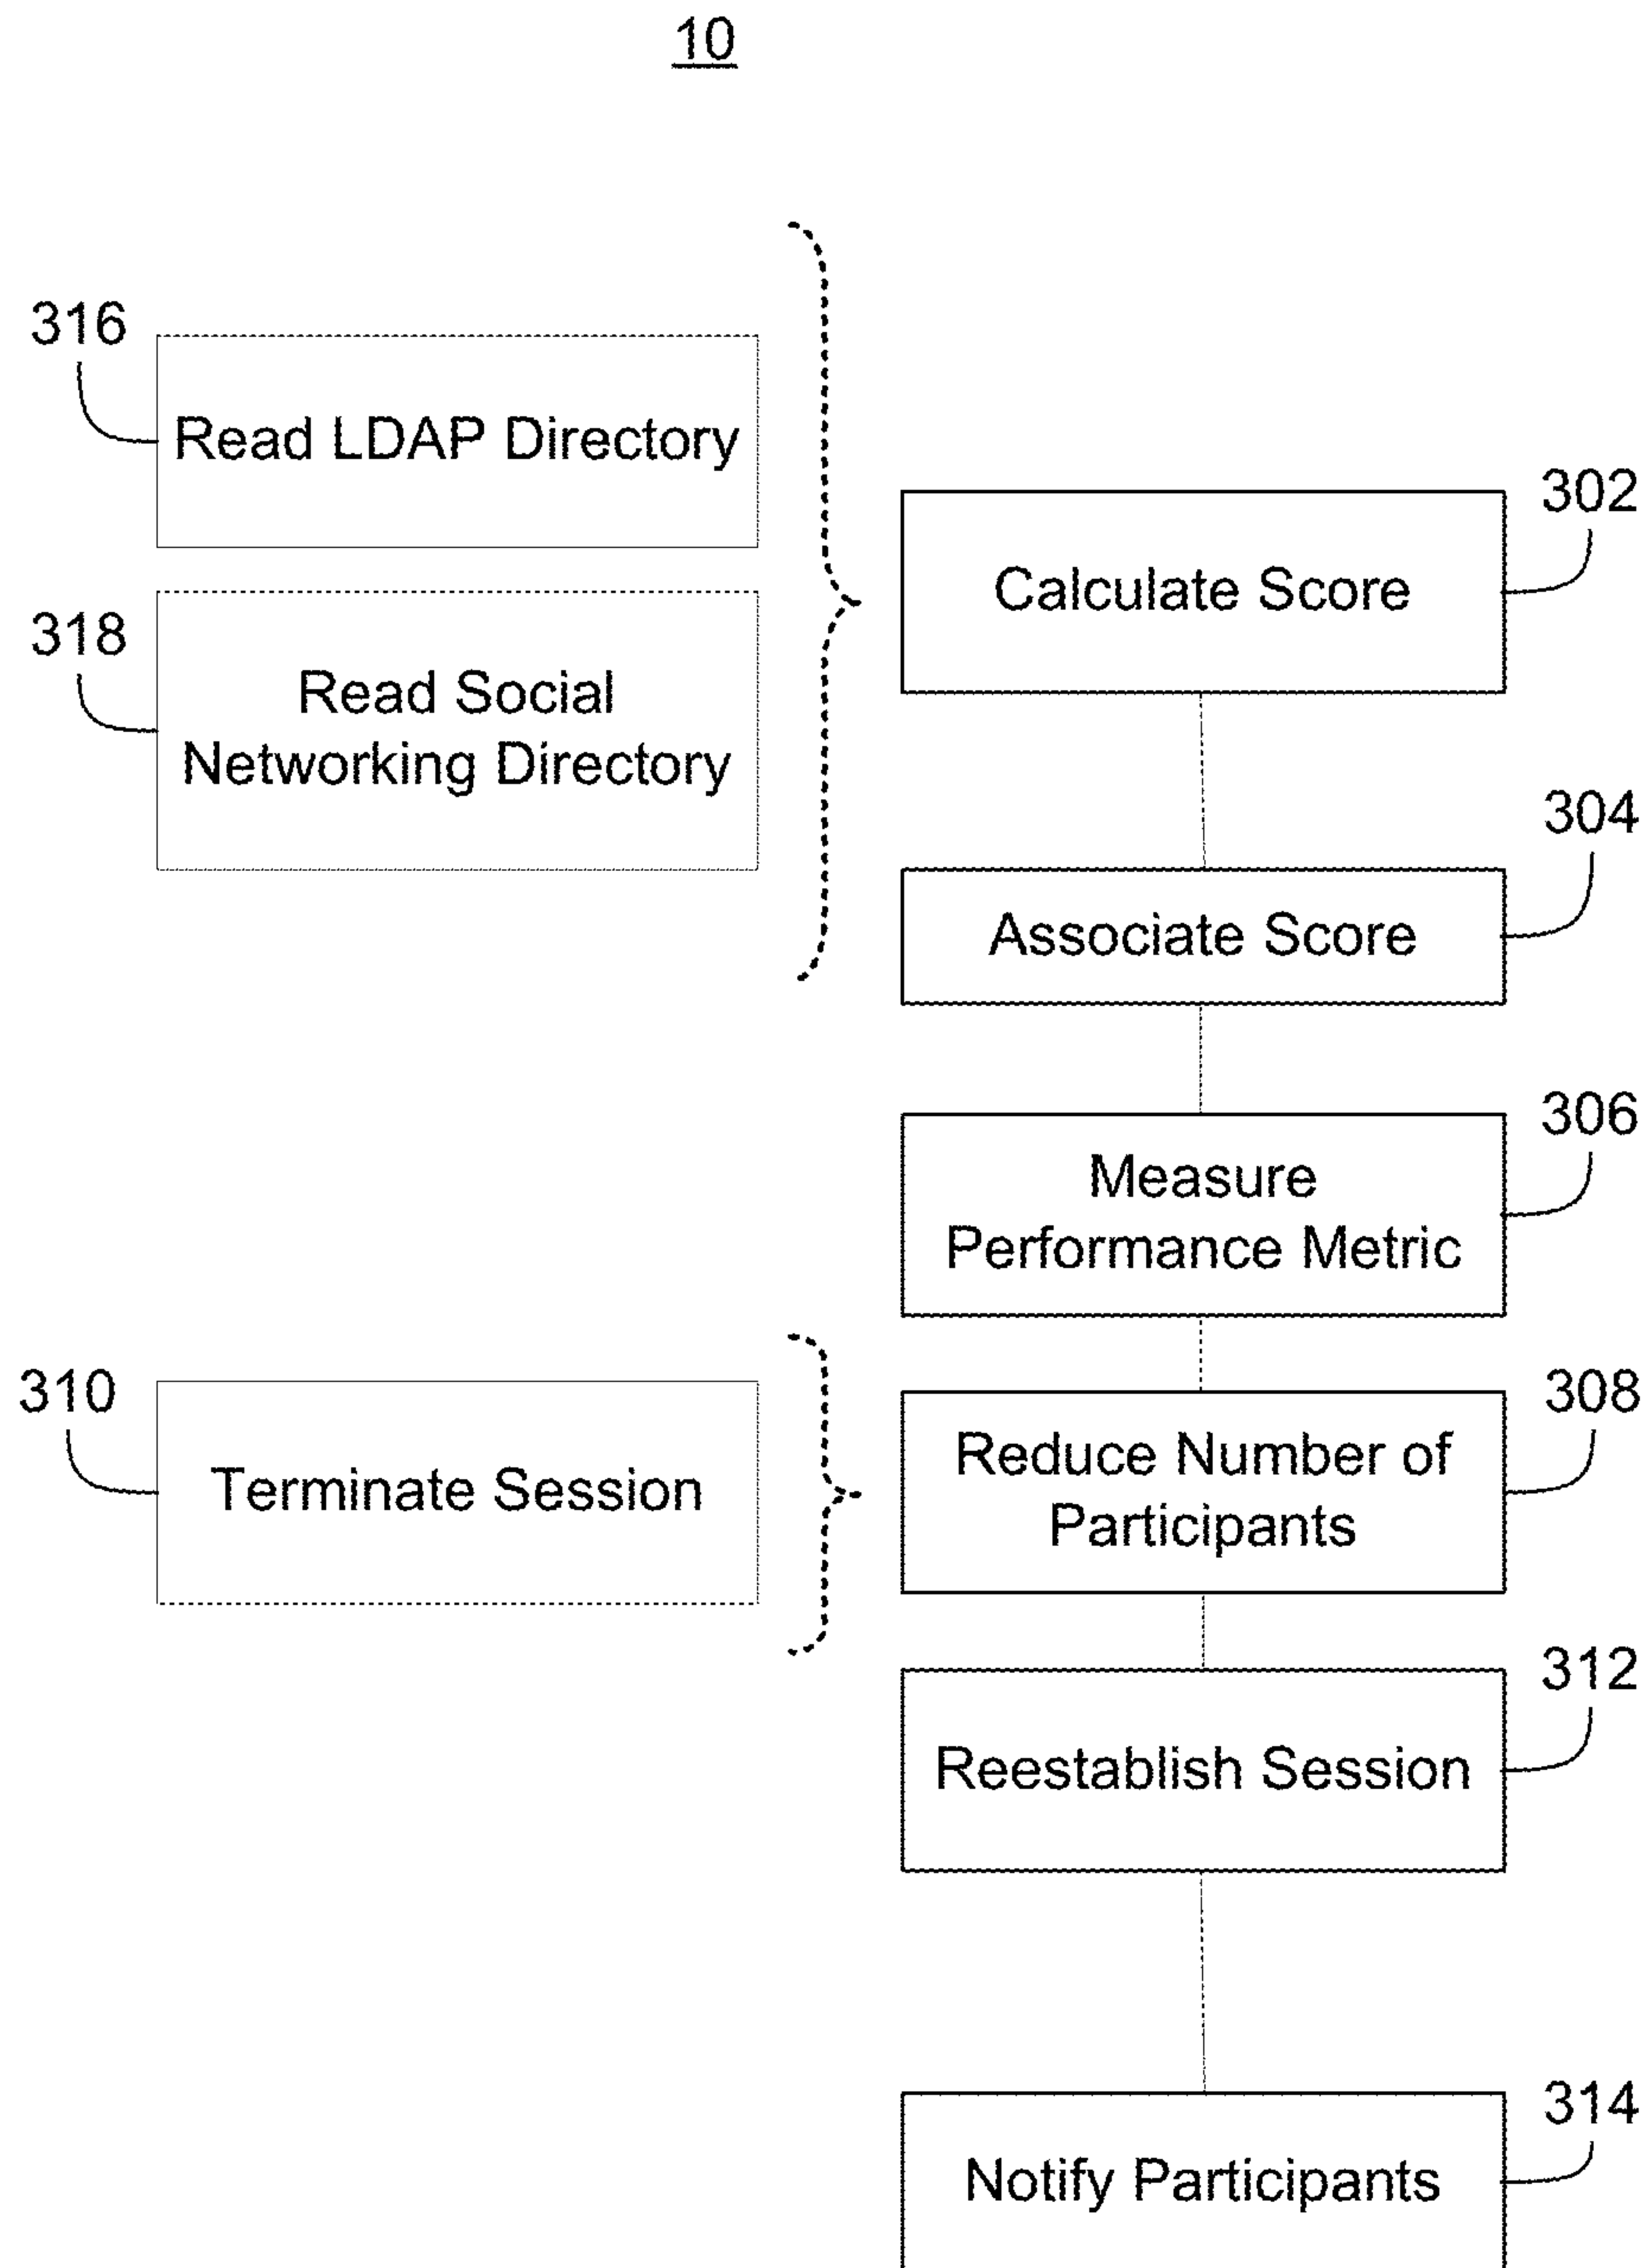 10
316
Read LDAP Directory
318
Read Social
Networking Directory
302
Calculate Score
304
Associate Score
306
Measure
Performance Metric
310
Terminate Session
308
Reduce Number of
Participants
312
Reestablish Session
314
Notify Participants